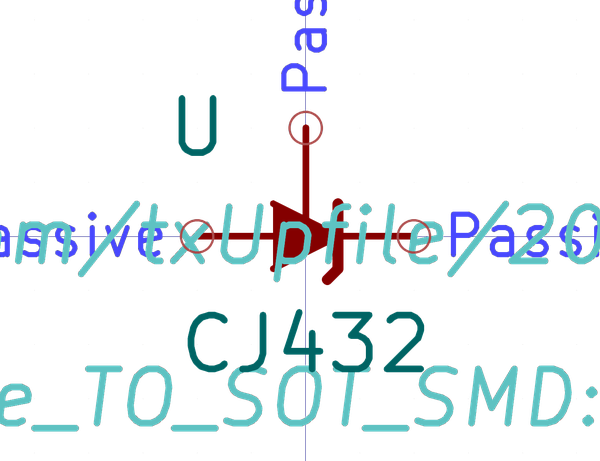 Pas
U
assive
m/txUpfile/20
Passi
CJ432
e_TO_SOT_SMD: